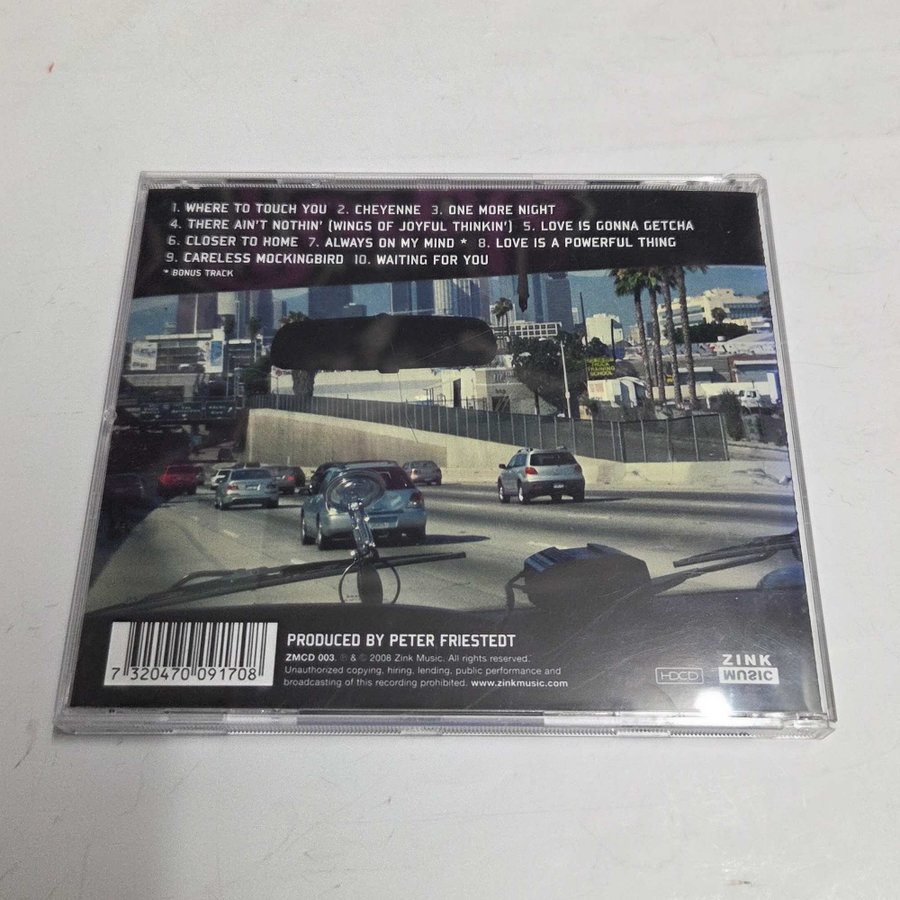 1. WHERE TO TOUCH YOU 2. CHEYENNE 3. ONE MORE NIGHT
4. THERE AIN'T NOTHIN' (WINGS OF JOYFUL THINKIN') 5. LOVE IS GONNA GETCHA
6. CLOSER TO HOME 7. ALWAYS ON MY MIND * 8. LOVE IS A POWERFUL THING
9. CARELESS MOCKINGBIRD 10. WAITING FOR YOU
* BONUS TRACK
TRUCK
TRAINING
SCHOOL
PRODUCED BY PETER FRIESTEDT
ZMCD 003. ℗ & © 2008 Zink Music. All rights reserved.
Unauthorized copying, hiring, lending, public performance and
broadcasting of this recording prohibited. www.zinkmusic.com
7 320470 091708
HDCD
ZINK
MUSIC